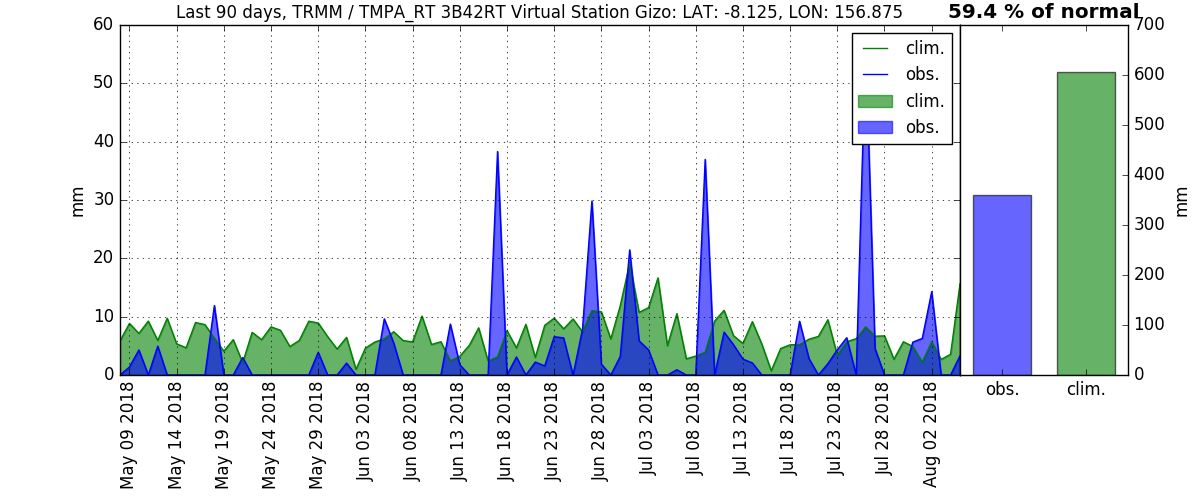 Last 90 days, TRMM / TMPA_RT 3B42RT Virtual Station Gizo: LAT: -8.125, LON: 156.875
59.4 % of normal
60
50
40
30
20
10
0
mm
clim.
obs.
clim.
obs.
May 09 2018
May 14 2018
May 19 2018
May 24 2018
May 29 2018
Jun 03 2018
Jun 08 2018
Jun 13 2018
Jun 18 2018
Jun 23 2018
Jun 28 2018
Jul 03 2018
Jul 08 2018
Jul 13 2018
Jul 18 2018
Jul 23 2018
Jul 28 2018
Aug 02 2018
obs.
clim.
700
600
500
400
300
200
100
0
mm